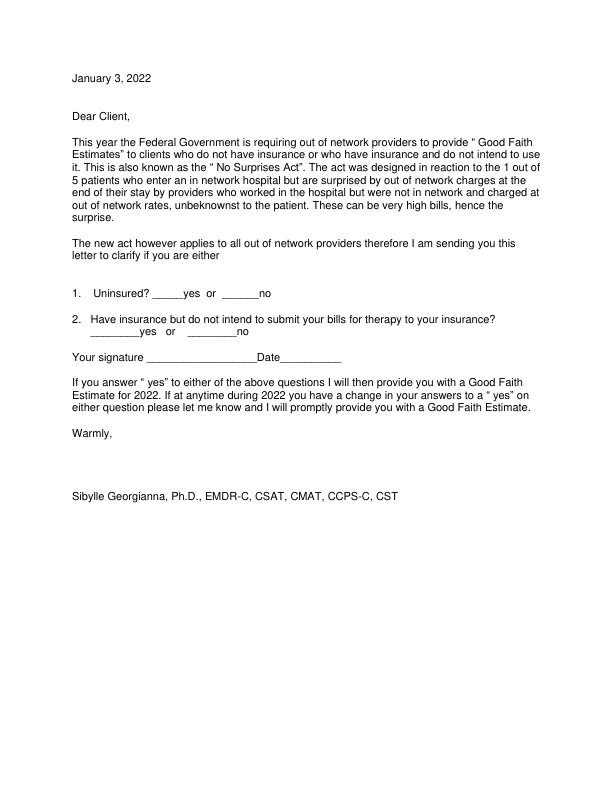 January 3, 2022
Dear Client,
This year the Federal Government is requiring out of network providers to provide “ Good Faith
Estimates” to clients who do not have insurance or who have insurance and do not intend to use
it. This is also known as the “ No Surprises Act”. The act was designed in reaction to the 1 out of
5 patients who enter an in network hospital but are surprised by out of network charges at the
end of their stay by providers who worked in the hospital but were not in network and charged at
out of network rates, unbeknownst to the patient. These can be very high bills, hence the
surprise.
The new act however applies to all out of network providers therefore I am sending you this
letter to clarify if you are either
1. Uninsured? _____yes or ______no
2. Have insurance but do not intend to submit your bills for therapy to your insurance?
________yes or ________no
Your signature __________________Date__________
If you answer “ yes” to either of the above questions I will then provide you with a Good Faith
Estimate for 2022. If at anytime during 2022 you have a change in your answers to a “ yes” on
either question please let me know and I will promptly provide you with a Good Faith Estimate.
Warmly,
Sibylle Georgianna, Ph.D., EMDR-C, CSAT, CMAT, CCPS-C, CST